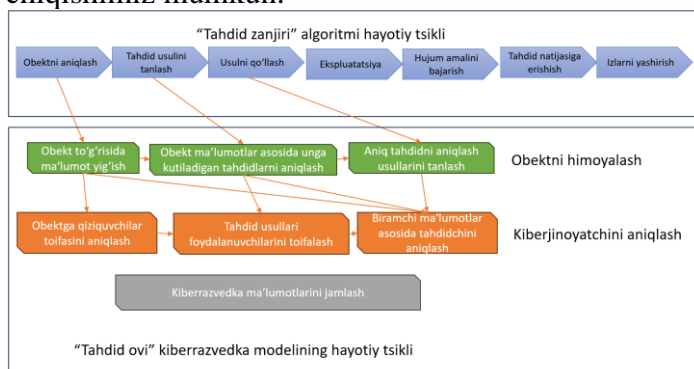 chiqishimiz mumkin.
“Tahdid zanjiri” algoritmi hayotiy tsikli
Obektni aniqlash
Tahdid usulini
tanlash
Usulni qo‘llash
Ekspluatatsiya
Hujum amalini
bajarish
Tahdid natijasiga
erishish
Izlarni yashirish
Obekt to‘g‘risida
ma’lumot yig‘ish
Obekt ma’lumotlar asosida unga
kutiladigan tahdidlarni aniqlash
Aniq tahdidni aniqlash
usullarini tanlash
Obektni himoyalash
Obektga qiziquvchilar
toifasini aniqlash
Tahdid usullari
foydalanuvchilarini toifalash
Biramchi ma’lumotlar
asosida tahdidchini
aniqlash
Kiberjinoyatchini aniqlash
Kiberrazvedka ma’lumotlarini jamlash
“Tahdid ovi” kiberrazvedka modelining hayotiy tsikli